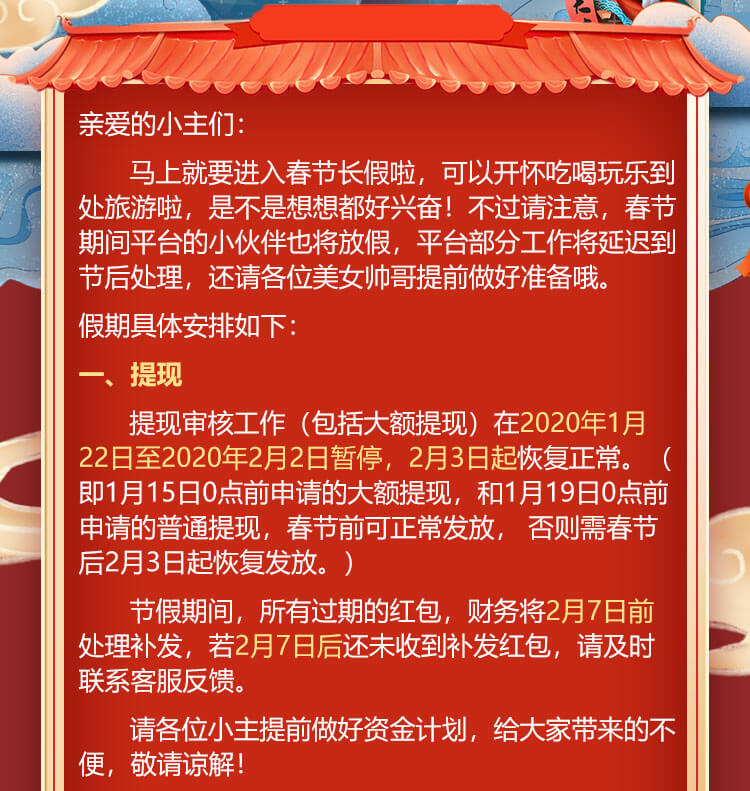 亲爱的小主们：
马上就要进入春节长假啦，可以开怀吃喝玩乐到
处旅游啦，是不是想想都好兴奋！不过请注意，春节
期间平台的小伙伴也将放假，平台部分工作将延迟到
节后处理，还请各位美女帅哥提前做好准备哦。
假期具体安排如下：
一、提现
提现审核工作（包括大额提现）在2020年1月
22日至2020年2月2日暂停，2月3日起恢复正常。（
即1月15日0点前申请的大额提现，和1月19日0点前
申请的普通提现，春节前可正常发放， 否则需春节
后2月3日起恢复发放。）
节假期间，所有过期的红包，财务将2月7日前
处理补发，若2月7日后还未收到补发红包，请及时
联系客服反馈。
请各位小主提前做好资金计划，给大家带来的不
便，敬请谅解！